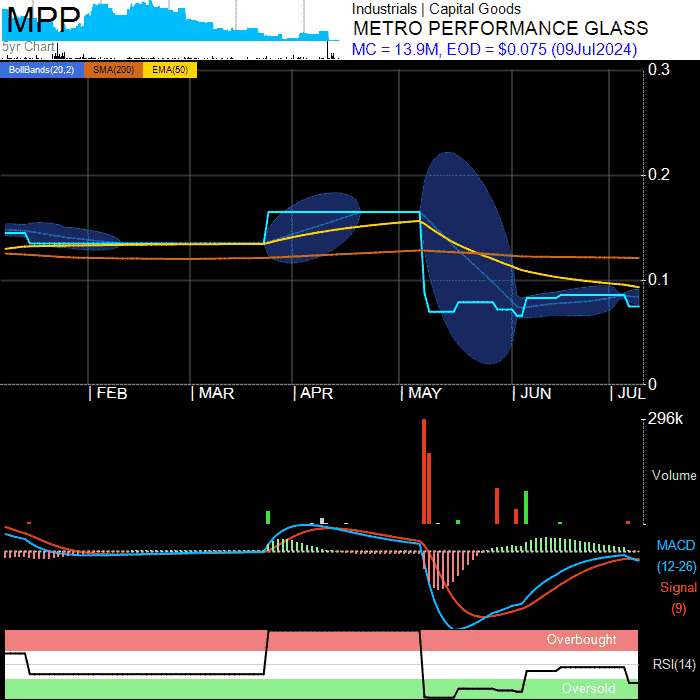 MPP
5yr Chart
Industrials | Capital Goods
METRO PERFORMANCE GLASS
MC = 13.9M, EOD = $0.075 (09Jul2024)
BollBands(20,2) SMA(200) EMA(50)
0.3
0.2
0.1
0
| FEB | MAR | APR | MAY | JUN | JUL
296k
Volume
MACD
(12-26)
Signal
(9)
Overbought
RSI(14)
Oversold